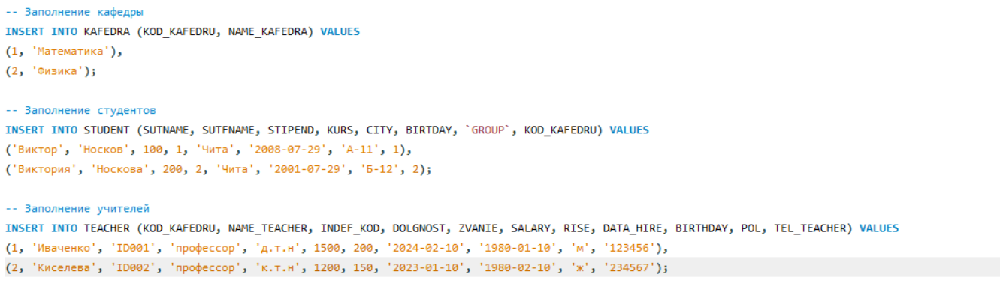 -- Заполнение кафедры
INSERT INTO KAFEDRA (KOD_KAFEDRU, NAME_KAFEDRA) VALUES
(1, 'Математика'),
(2, 'Физика');
-- Заполнение студентов
INSERT INTO STUDENT (SUTNAME, SUTFNAME, STIPEND, KURS, CITY, BIRTDAY, `GROUP`, KOD_KAFEDRU) VALUES
('Виктор', 'Носков', 100, 1, 'Чита', '2008-07-29', 'А-11', 1),
('Виктория', 'Носкова', 200, 2, 'Чита', '2001-07-29', 'Б-12', 2);
-- Заполнение учителей
INSERT INTO TEACHER (KOD_KAFEDRU, NAME_TEACHER, INDEF_KOD, DOLGNOST, ZVANIE, SALARY, RISE, DATA_HIRE, BIRTHDAY, POL, TEL_TEACHER) VALUES
(1, 'Иваченко', 'ID001', 'профессор', 'д.т.н', 1500, 200, '2024-02-10', '1980-01-10', 'м', '123456'),
(2, 'Киселева', 'ID002', 'профессор', 'к.т.н', 1200, 150, '2023-01-10', '1980-02-10', 'ж', '234567');